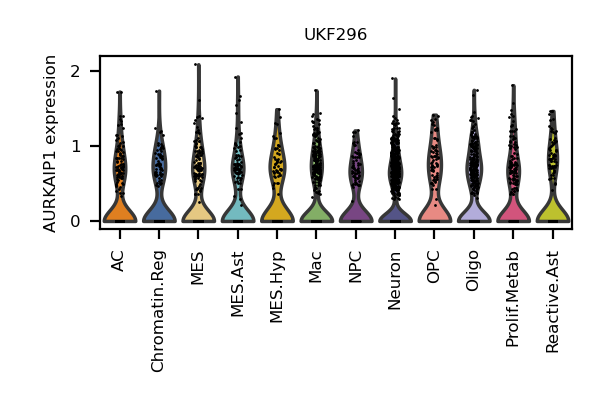 UKF296
AURKAIP1 expression
2
1
0
AC
Chromatin.Reg
MES
MES.Ast
MES.Hyp
Mac
NPC
Neuron
OPC
Oligo
Prolif.Metab
Reactive.Ast